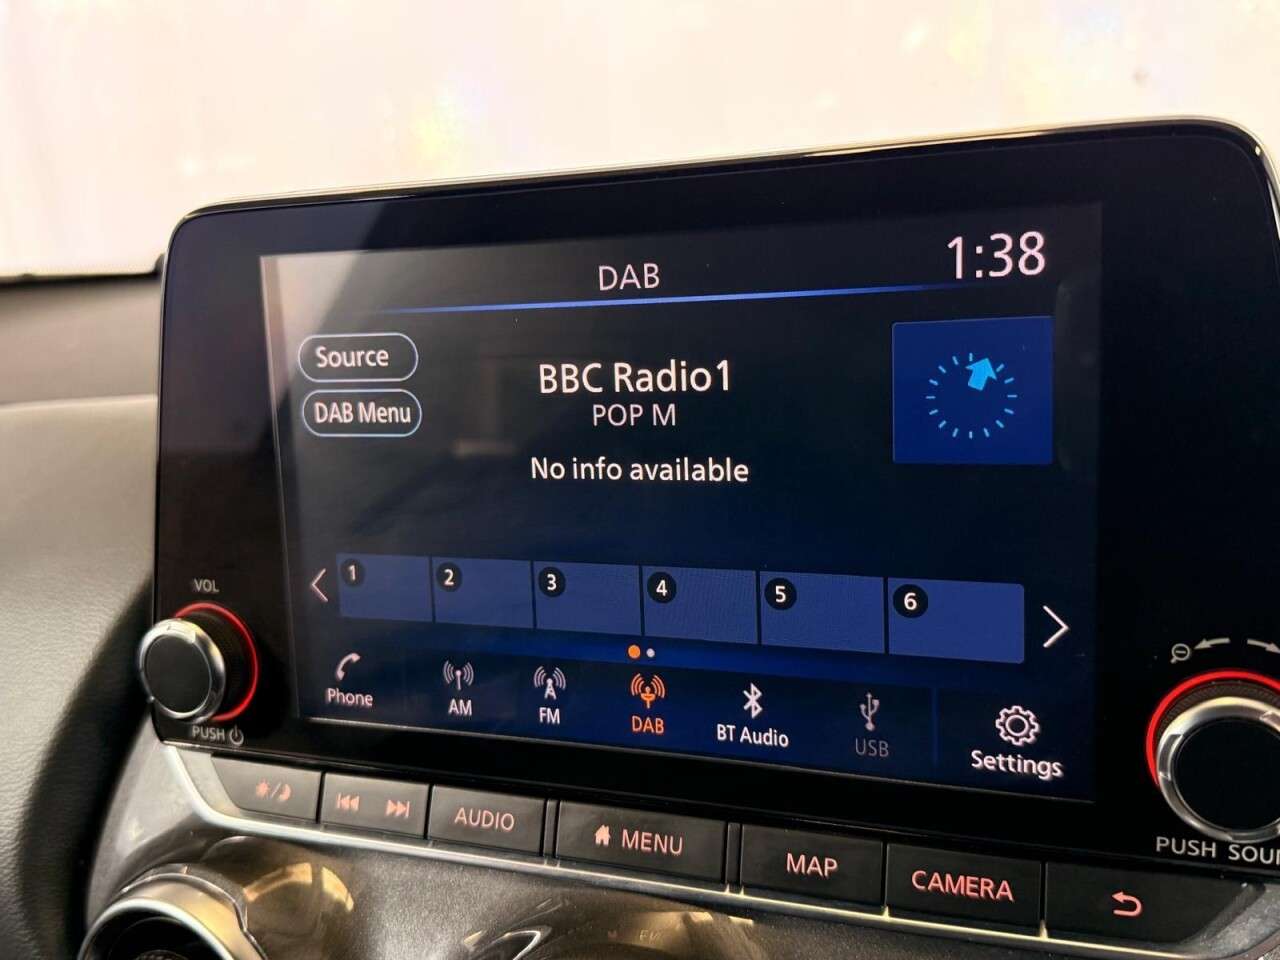 DAB
1:38
Source
BBC Radio1
DAB Menu
POP M
No info available
1 2 3 4 5 6
VOL
Phone
AM
FM
DAB
BT Audio
USB
Settings
PUSH
AUDIO
MENU
MAP
CAMERA
PUSH SOU